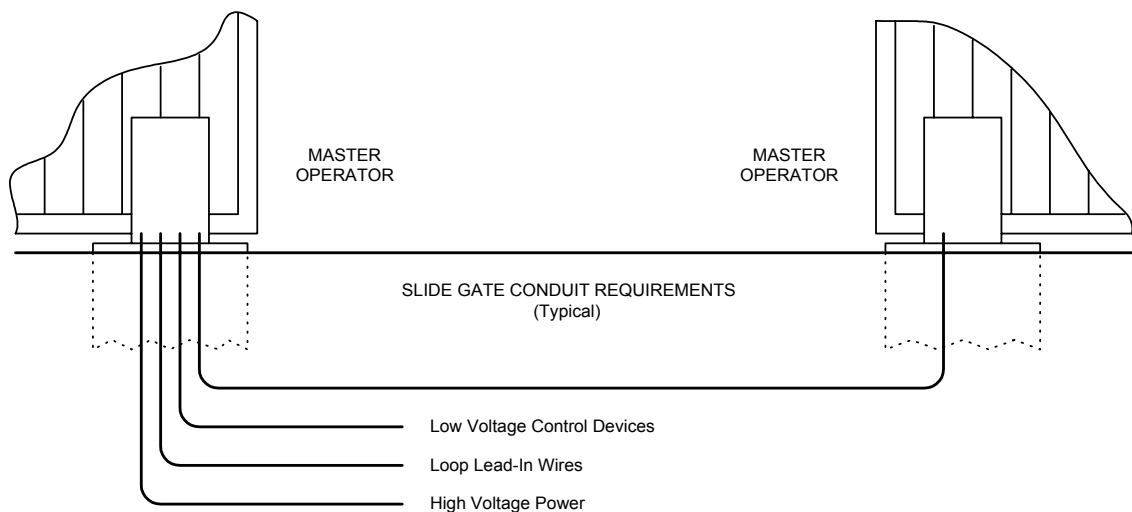 MASTER
OPERATOR
MASTER
OPERATOR
SLIDE GATE CONDUIT REQUIREMENTS
(Typical)
Low Voltage Control Devices
Loop Lead-In Wires
High Voltage Power